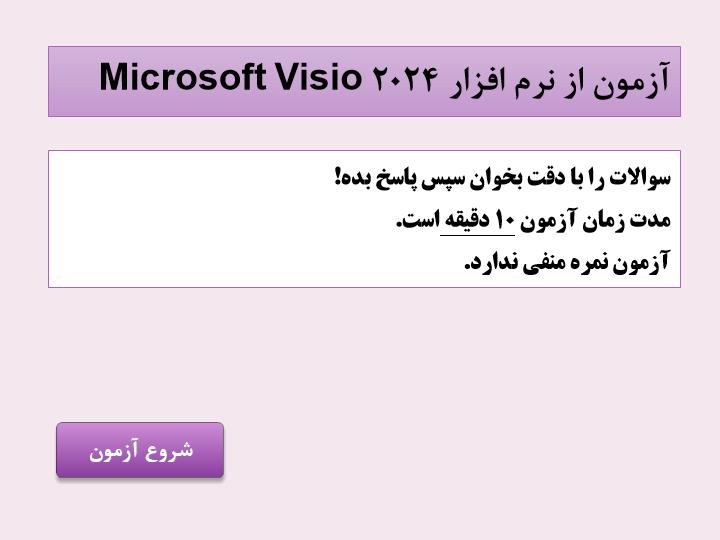 آزمون از نرم افزار Microsoft Visio ۲۰۲۴
سوالات را با دقت بخوان سپس پاسخ بده!
مدت زمان آزمون ۱۰ دقیقه است.
آزمون نمره منفی ندارد.
شروع آزمون